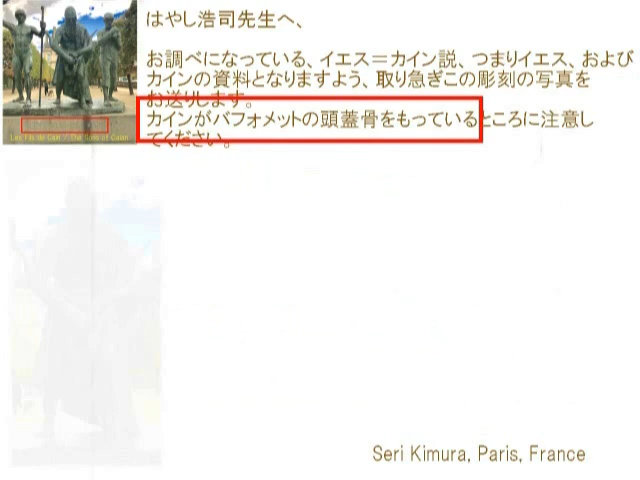 はやし浩司先生へ、
お調べになっている、イエス＝カイン説、つまりイエス、および
カインの資料となりますよう、取り急ぎこの彫刻の写真を
お送りします。
カインがバフォメットの頭蓋骨をもっているところに注意し
てください。
Les Fils de Cain / The Sons of Caien
Seri Kimura, Paris, France